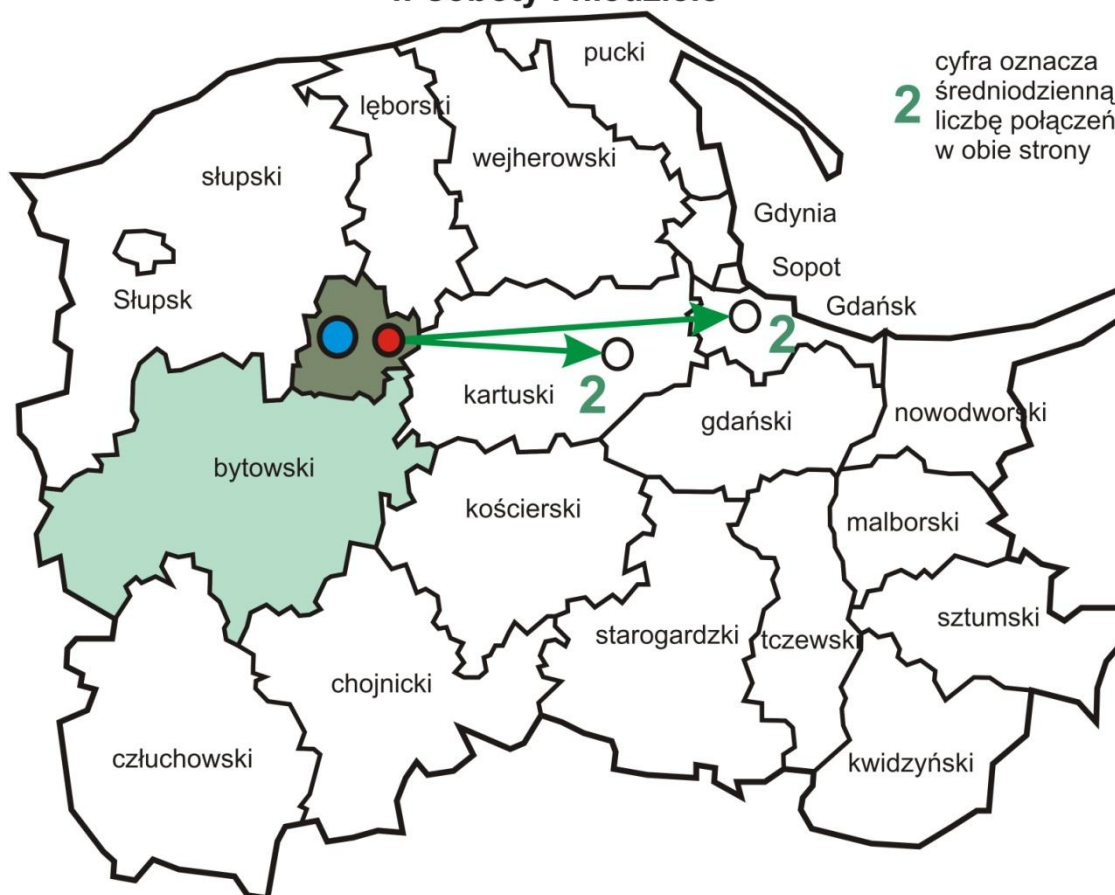 w soboty i niedziele
pucki
lęborski
wejherowski
cyfra oznacza
2 średniodzienną
liczbę połączeń
w obie strony
słupski
Gdynia
Sopot
Słupsk
Gdańsk
2
kartuski
2
gdański
nowodworski
bytowski
kościerski
malborski
sztumski
starogardzki
tczewski
chojnicki
człuchowski
kwidzyński